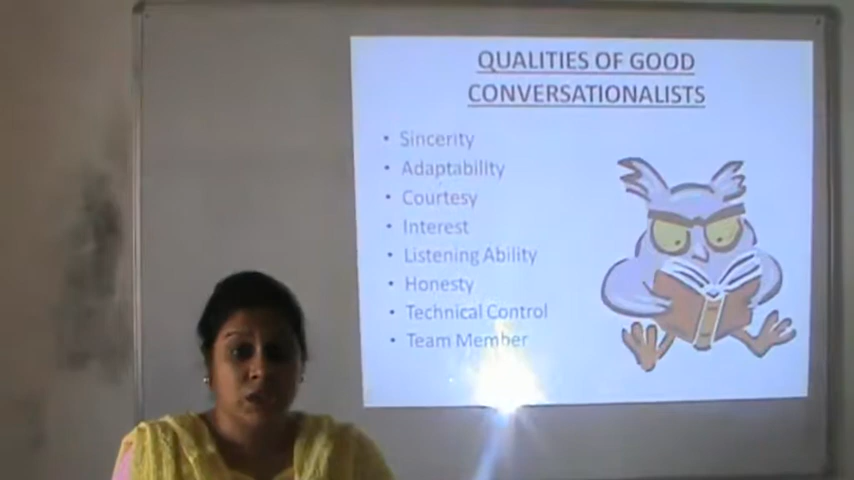 QUALITIES OF GOOD
CONVERSATIONALISTS
• Sincerity
• Adaptability
• Courtesy
• Interest
• Listening Ability
• Honesty
• Technical Control
• Team Member